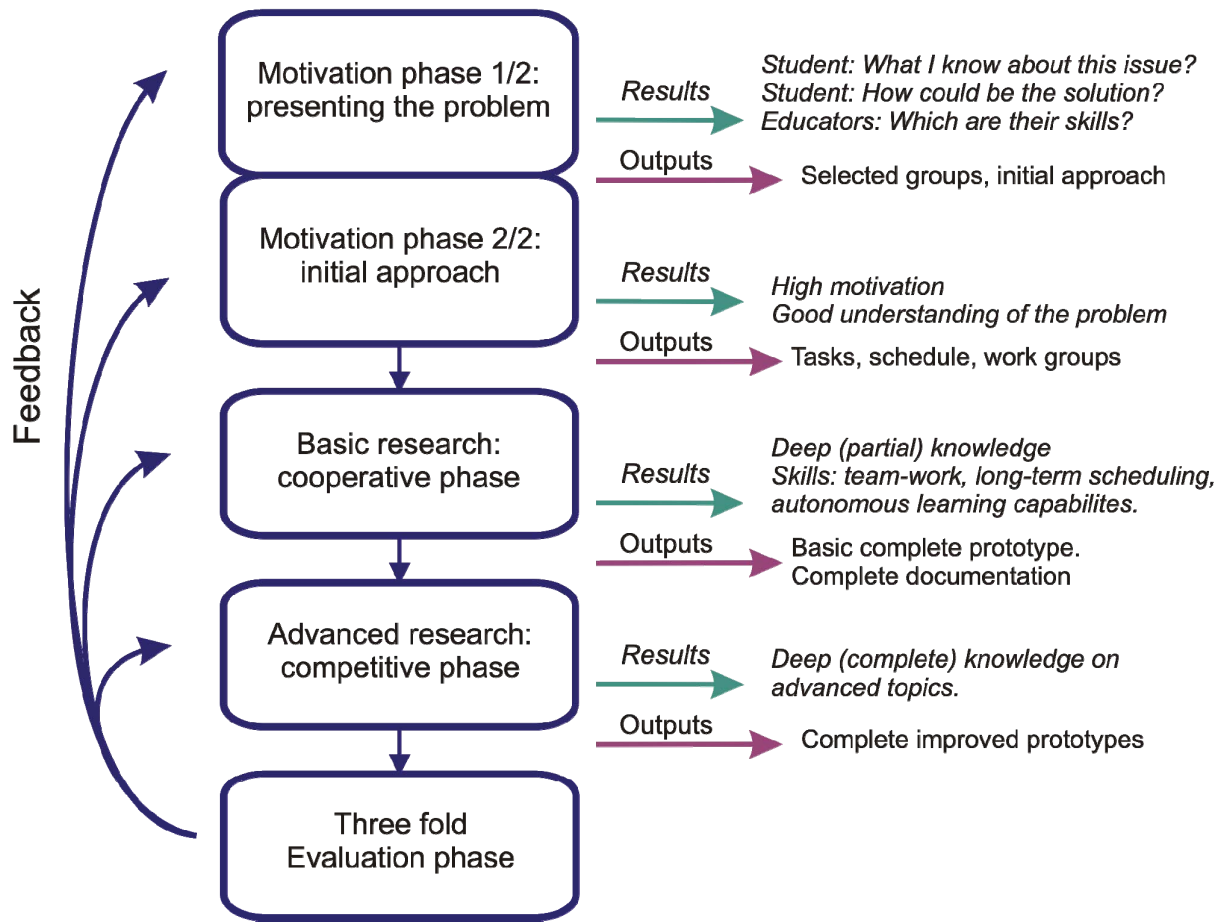 Motivation phase 1/2:
presenting the problem
Results
Student: What I know about this issue?
Student: How could be the solution?
Educators: Which are their skills?
Outputs
Selected groups, initial approach
Motivation phase 2/2:
initial approach
Results
High motivation
Good understanding of the problem
Outputs
Tasks, schedule, work groups
Feedback
Basic research:
cooperative phase
Results
Deep (partial) knowledge
Skills: team-work, long-term scheduling,
autonomous learning capabilites.
Outputs
Basic complete prototype.
Complete documentation
Advanced research:
competitive phase
Results
Deep (complete) knowledge on
advanced topics.
Outputs
Complete improved prototypes
Three fold
Evaluation phase